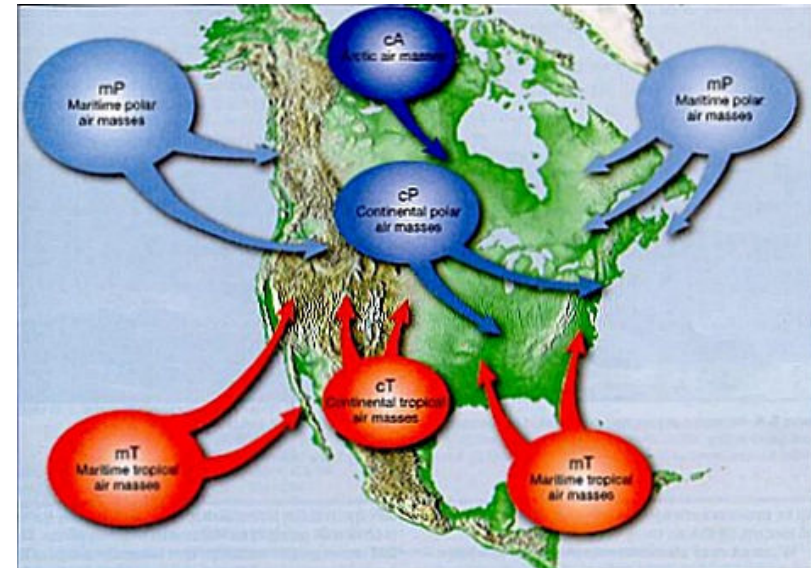 cA
Arctic air masses
mP
Maritime polar
air masses
mP
Maritime polar
air masses
cP
Continental polar
air masses
cT
Continental tropical
air masses
mT
Maritime tropical
air masses
mT
Maritime tropical
air masses